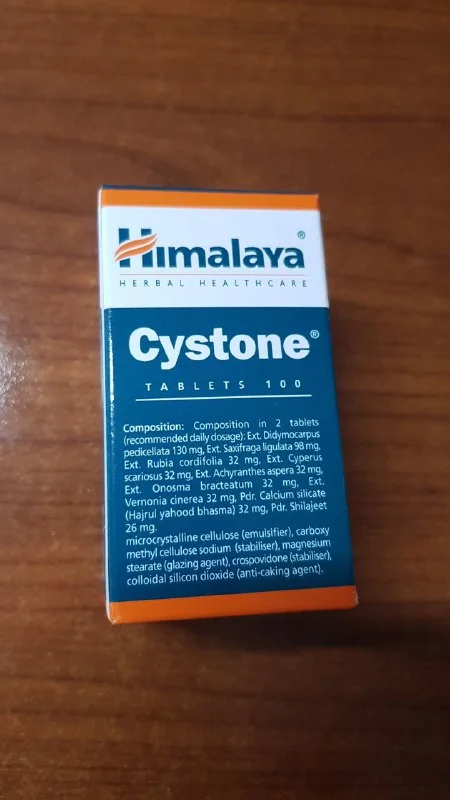 Himalaya®
HERBAL HEALTHCARE
Cystone®
TABLETS 100
Composition: Composition in 2 tablets
(recommended daily dosage): Ext. Didymocarpus
pedicellata 130 mg, Ext. Saxifraga ligulata 98 mg,
Ext. Rubia cordifolia 32 mg, Ext. Cyperus
scariosus 32 mg, Ext. Achyranthes aspera 32 mg,
Ext. Onosma bracteatum 32 mg, Ext.
Vernonia cinerea 32 mg, Pdr. Calcium silicate
(Hajrul yahood bhasma) 32 mg, Pdr. Shilajeet
26 mg.
microcrystalline cellulose (emulsifier), carboxy
methyl cellulose sodium (stabiliser), magnesium
stearate (glazing agent), crospovidone (stabiliser),
colloidal silicon dioxide (anti-caking agent).